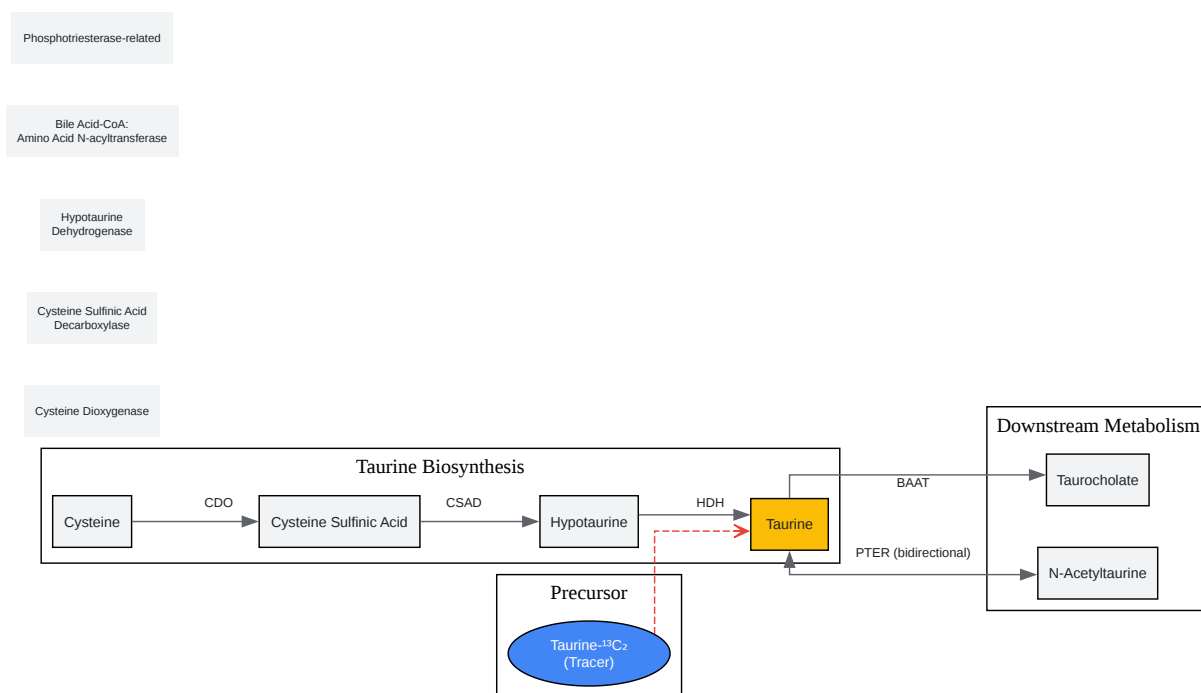 Phosphotriesterase-related
Bile Acid-CoA:
Amino Acid N-acyltransferase
Hypotaurine
Dehydrogenase
Cysteine Sulfinic Acid
Decarboxylase
Cysteine Dioxygenase
Taurine Biosynthesis
Cysteine
CDO
Cysteine Sulfinic Acid
CSAD
Hypotaurine
HDH
Taurine
Downstream Metabolism
BAAT
Taurocholate
PTER (bidirectional)
N-Acetyltaurine
Precursor
Taurine-¹³C₂
(Tracer)